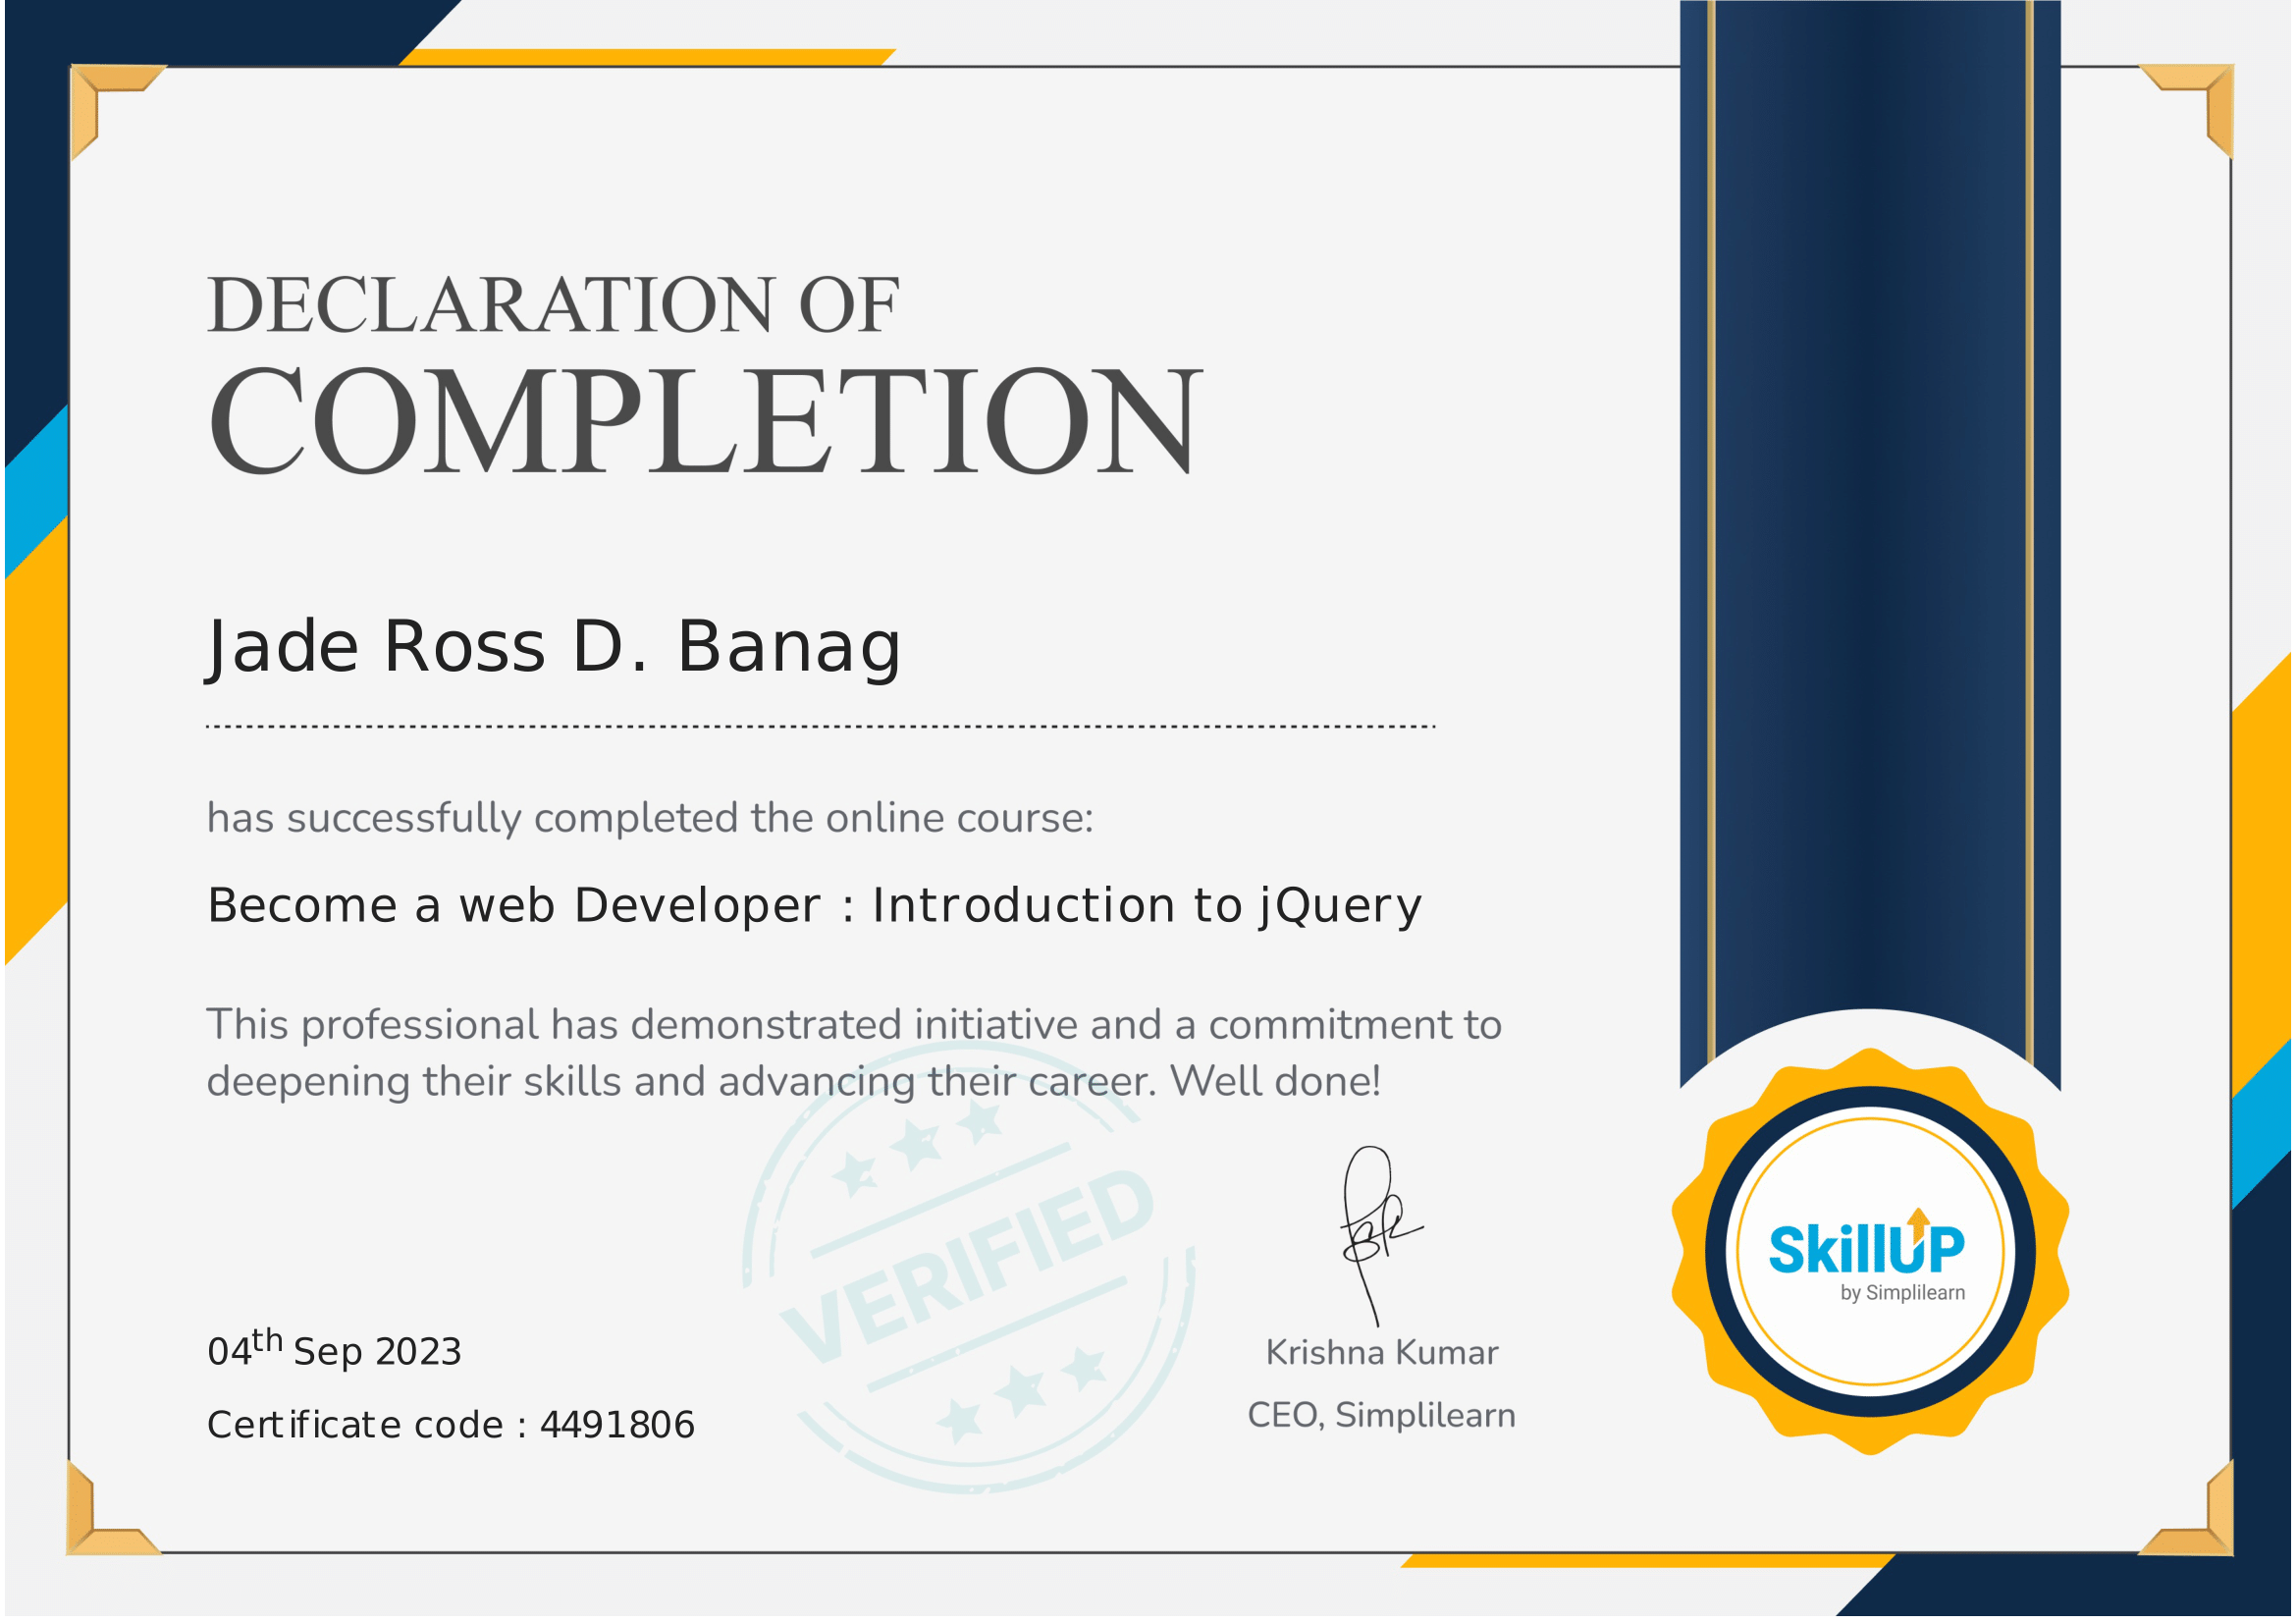 DECLARATION OF
COMPLETION
Jade Ross D. Banag
has successfully completed the online course:
Become a web Developer : Introduction to jQuery
This professional has demonstrated initiative and a commitment to
deepening their skills and advancing their career. Well done!
VERIFIED
04th Sep 2023
Certificate code : 4491806
Krishna Kumar
CEO, Simplilearn
SkillUP
by Simplilearn